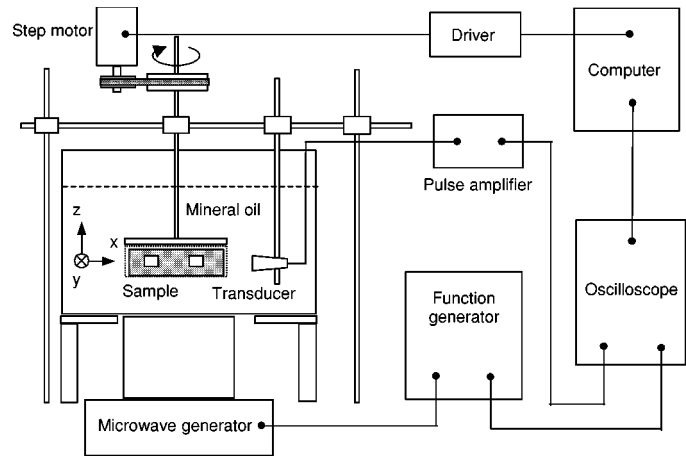 Step motor
Driver
Computer
Pulse amplifier
Mineral oil
z
x
y
Sample
Transducer
Function
generator
Oscilloscope
Microwave generator